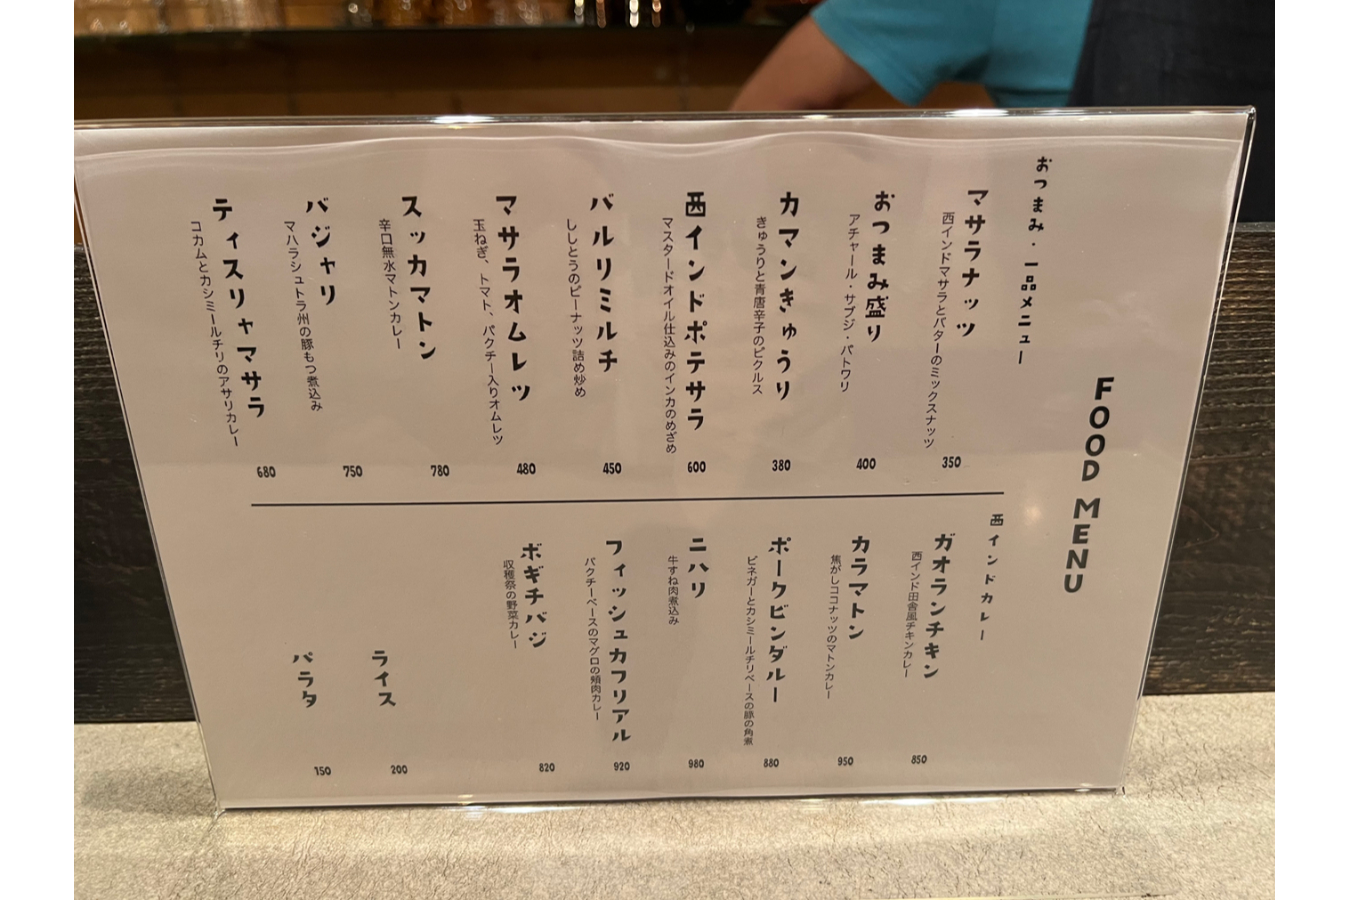 FOOD MENU
おつまみ・一品メニュー
マサラナッツ
西インドマサラとバターのミックスナッツ
350
おつまみ盛り
アチャール・サブジ・パトワリ
400
カマンきゅうり
きゅうりと青唐辛子のピクルス
380
西インドポテサラ
マスタードオイル仕込みのインカのめざめ
600
バルリミルチ
ししとうのピーナッツ詰め炒め
450
マサラオムレツ
玉ねぎ、トマト、パクチー入りオムレツ
480
スッカマトン
辛口無水マトンカレー
780
バジャリ
マハラシュトラ州の豚もつ煮込み
750
ティスリャマサラ
コカムとカシミールチリのアサリカレー
680
西インドカレー
ガオランチキン
西インド田舎風チキンカレー
850
カラマトン
焦がしココナッツのマトンカレー
950
ポークビンダルー
ビネガーとカシミールチリベースの豚の角煮
880
ニハリ
牛すね肉煮込み
980
フィッシュカフリアル
パクチーベースのマグロの頬肉カレー
920
ボギチバジ
収穫祭の野菜カレー
820
ライス
200
パラタ
150